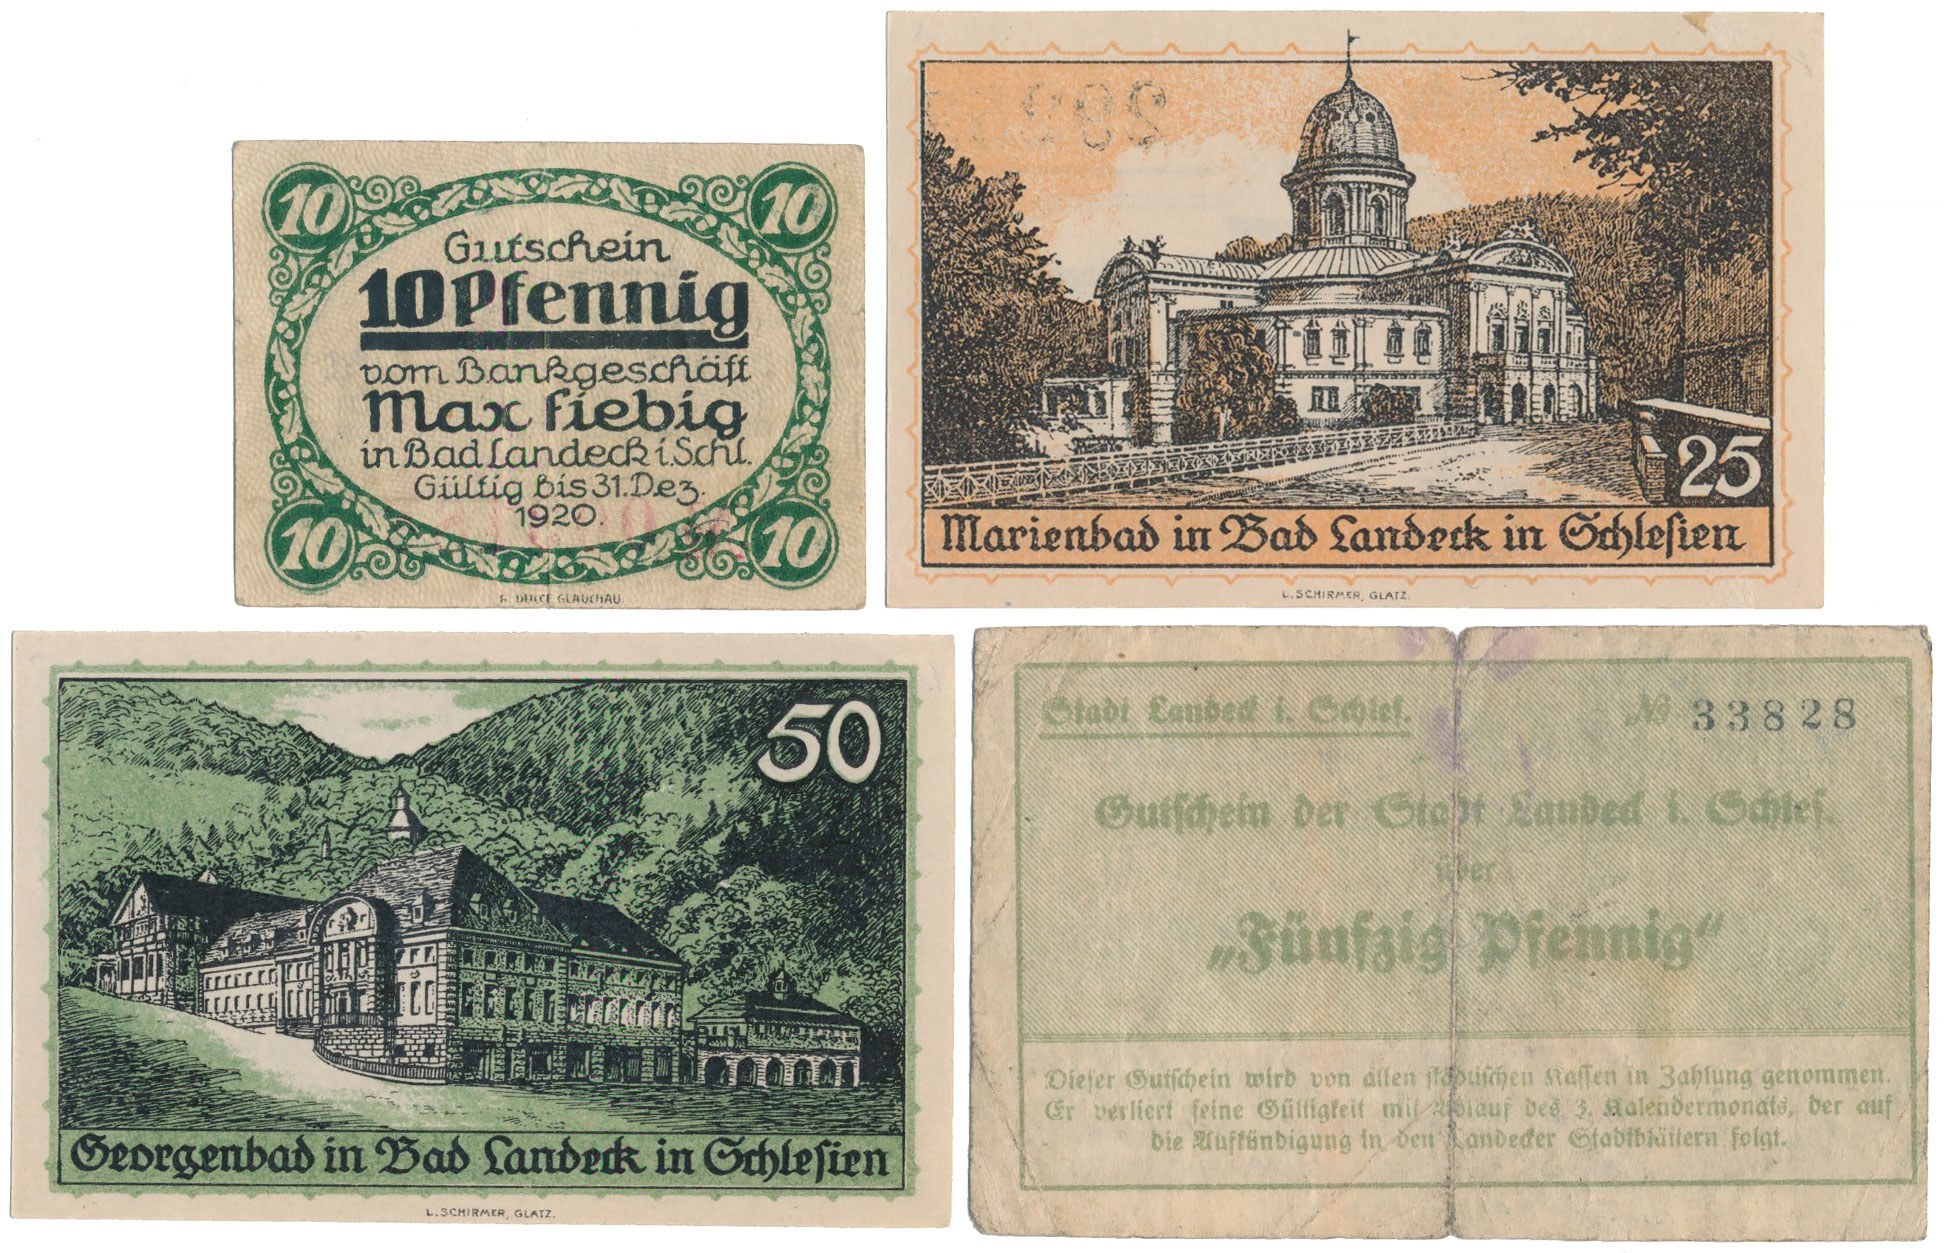 10 10
Gutschein
10 Pfennig
vom Bankgeschäft
Max Fiebig
in Bad Landeck i. Schl.
Gültig bis 31. Dez.
1920.
10 10
GLAUCHAU.
25
Marienbad in Bad Landeck in Schlesien
L. SCHIRMER, GLATZ.
50
Georgenbad in Bad Landeck in Schlesien
L. SCHIRMER, GLATZ.
Stadt Landeck i. Schles. № 33828
Gutschein der Stadt Landeck i. Schles.
über
„Fünfzig Pfennig“
Dieser Gutschein wird von allen städtischen Kassen in Zahlung genommen.
Er verliert seine Gültigkeit mit Ablauf des 3. Kalendermonats, der auf
die Aufkündigung in den Landecker Stadtblättern folgt.